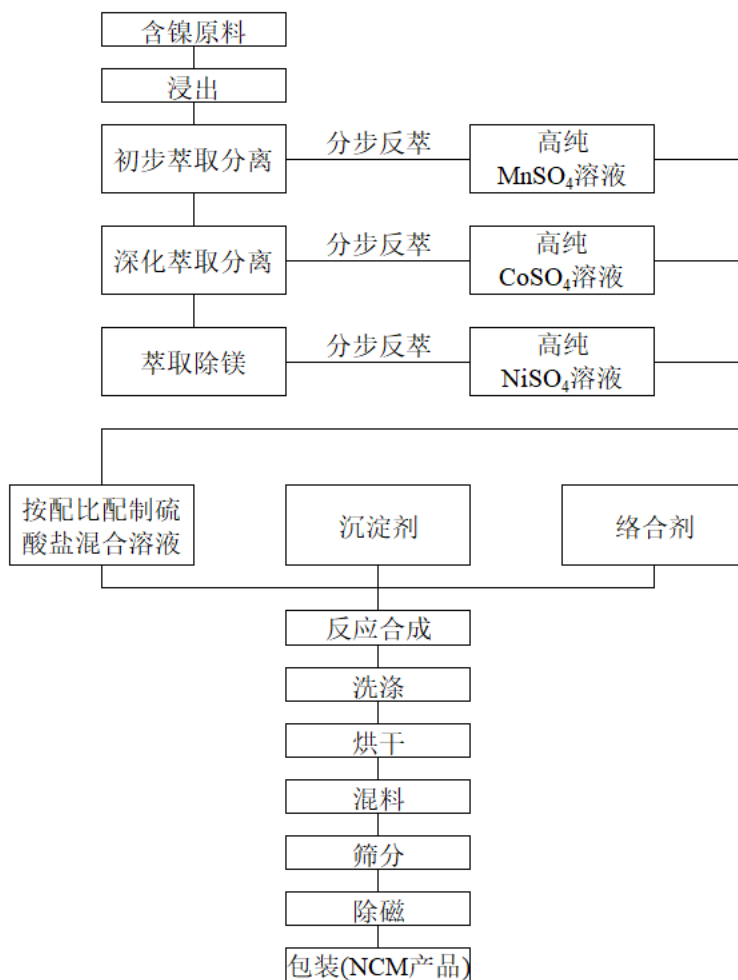 含镍原料
浸出
初步萃取分离
分步反萃
高纯
MnSO₄溶液
深化萃取分离
分步反萃
高纯
CoSO₄溶液
萃取除镁
分步反萃
高纯
NiSO₄溶液
按配比配制硫
酸盐混合溶液
沉淀剂
络合剂
反应合成
洗涤
烘干
混料
筛分
除磁
包装(NCM产品)